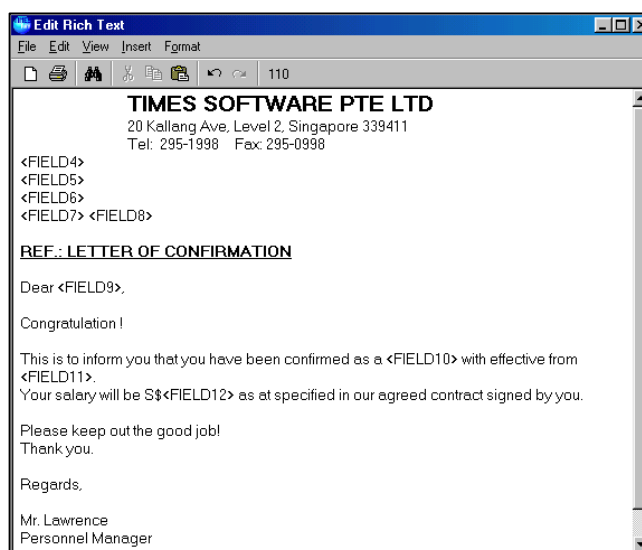 Edit Rich Text
File Edit View Insert Format
110
TIMES SOFTWARE PTE LTD
20 Kallang Ave, Level 2, Singapore 339411
Tel: 295-1998 Fax: 295-0998
<FIELD4>
<FIELD5>
<FIELD6>
<FIELD7> <FIELD8>
REF.: LETTER OF CONFIRMATION
Dear <FIELD9>,
Congratulation !
This is to inform you that you have been confirmed as a <FIELD10> with effective from
<FIELD11>.
Your salary will be S$<FIELD12> as at specified in our agreed contract signed by you.
Please keep out the good job!
Thank you.
Regards,
Mr. Lawrence
Personnel Manager